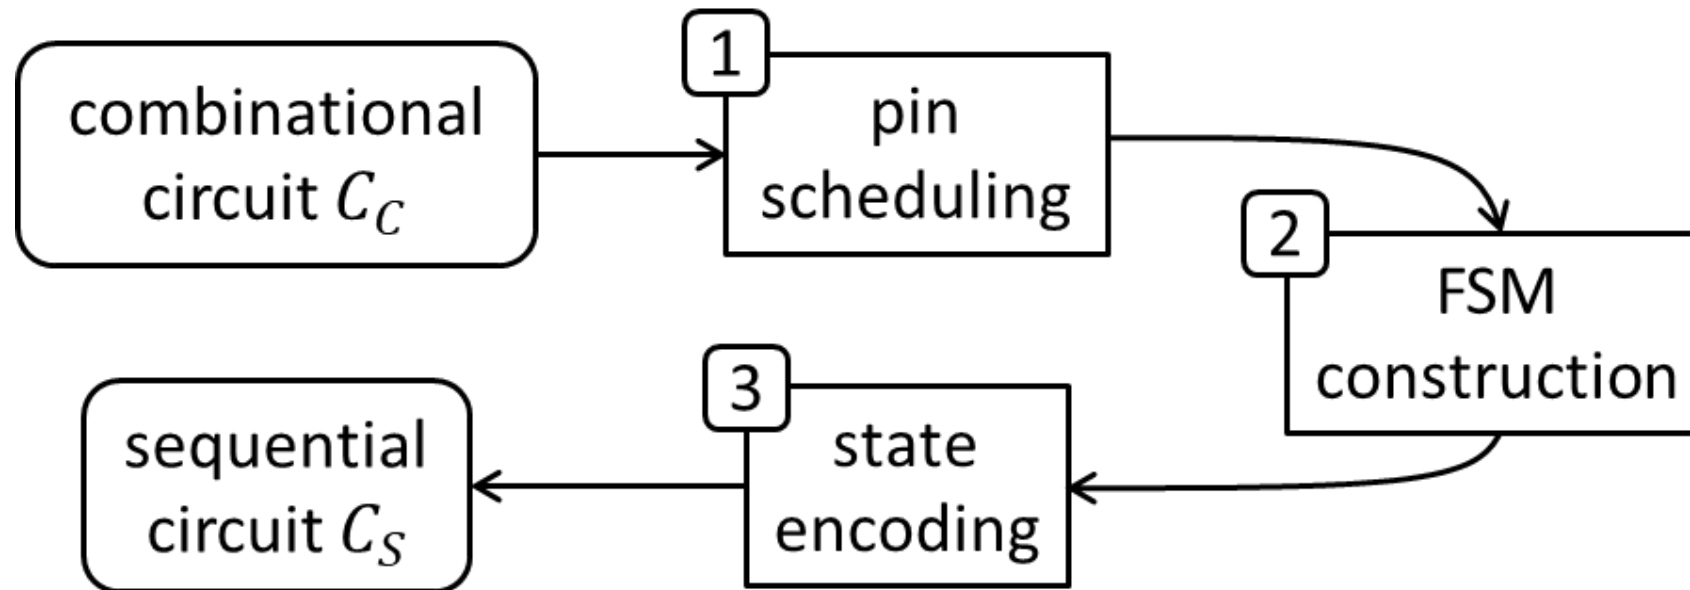 combinational
circuit C_C
1
pin
scheduling
2
FSM
construction
3
state
encoding
sequential
circuit C_S